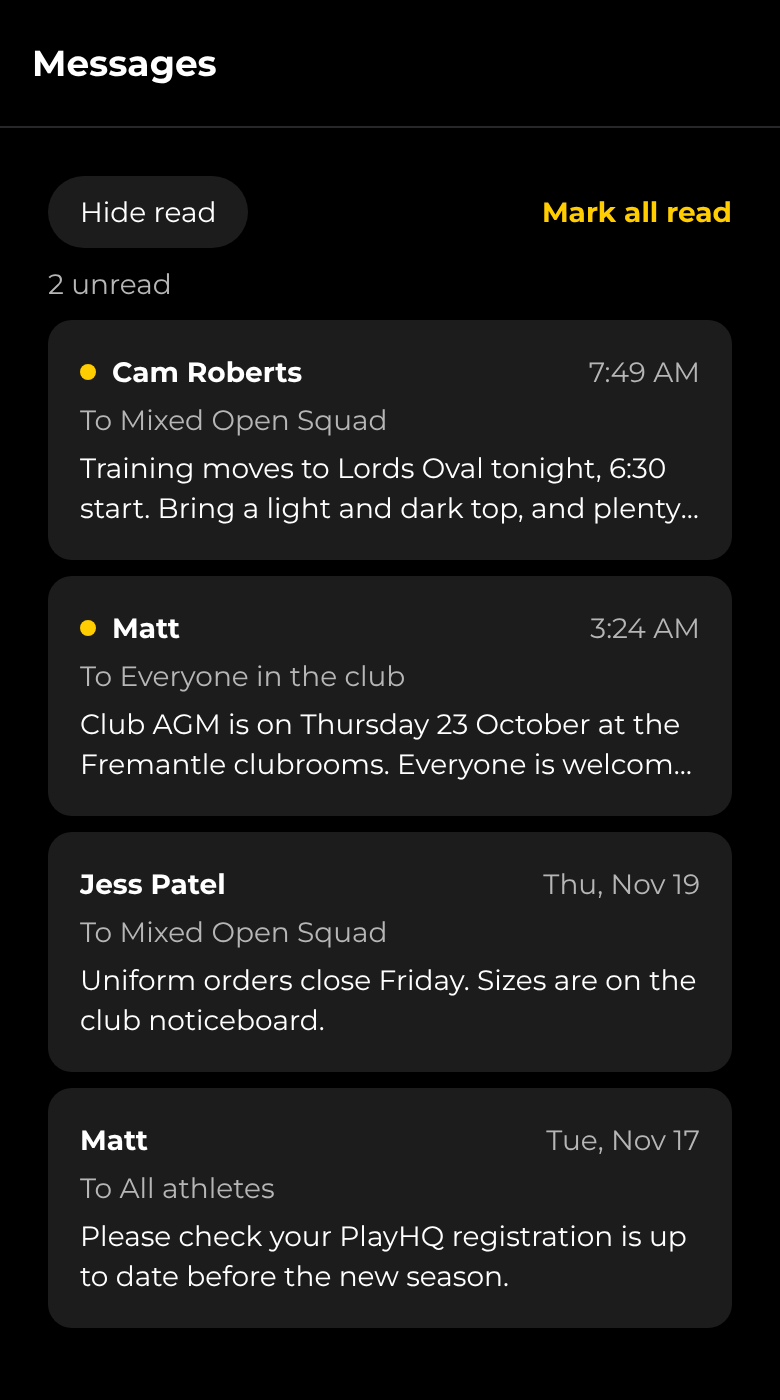 Messages
Hide read
Mark all read
2 unread
Cam Roberts
7:49 AM
To Mixed Open Squad
Training moves to Lords Oval tonight, 6:30
start. Bring a light and dark top, and plenty...
Matt
3:24 AM
To Everyone in the club
Club AGM is on Thursday 23 October at the
Fremantle clubrooms. Everyone is welcom...
Jess Patel
Thu, Nov 19
To Mixed Open Squad
Uniform orders close Friday. Sizes are on the
club noticeboard.
Matt
Tue, Nov 17
To All athletes
Please check your PlayHQ registration is up
to date before the new season.